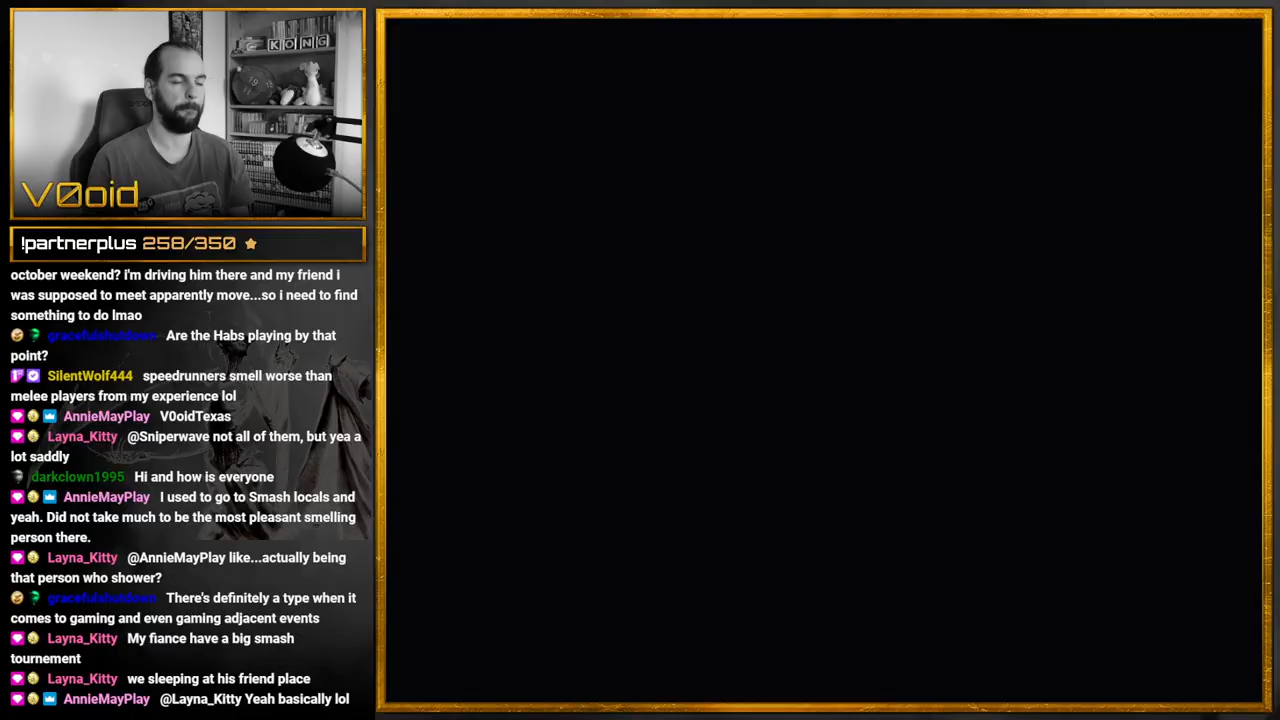 KONG
19
V0oid
!partnerplus 258/350
october weekend? I'm driving him there and my friend i
was supposed to meet apparently move...so i need to find
something to do lmao
gracefulshutdown Are the Habs playing by that
point?
SilentWolf444 speedrunners smell worse than
melee players from my experience lol
AnnieMayPlay V0oidTexas
Layna_Kitty @Sniperwave not all of them, but yea a
lot saddly
darkclown1995 Hi and how is everyone
AnnieMayPlay I used to go to Smash locals and
yeah. Did not take much to be the most pleasant smelling
person there.
Layna_Kitty @AnnieMayPlay like...actually being
that person who shower?
gracefulshutdown There's definitely a type when it
comes to gaming and even gaming adjacent events
Layna_Kitty My fiance have a big smash
tournement
Layna_Kitty we sleeping at his friend place
AnnieMayPlay @Layna_Kitty Yeah basically lol